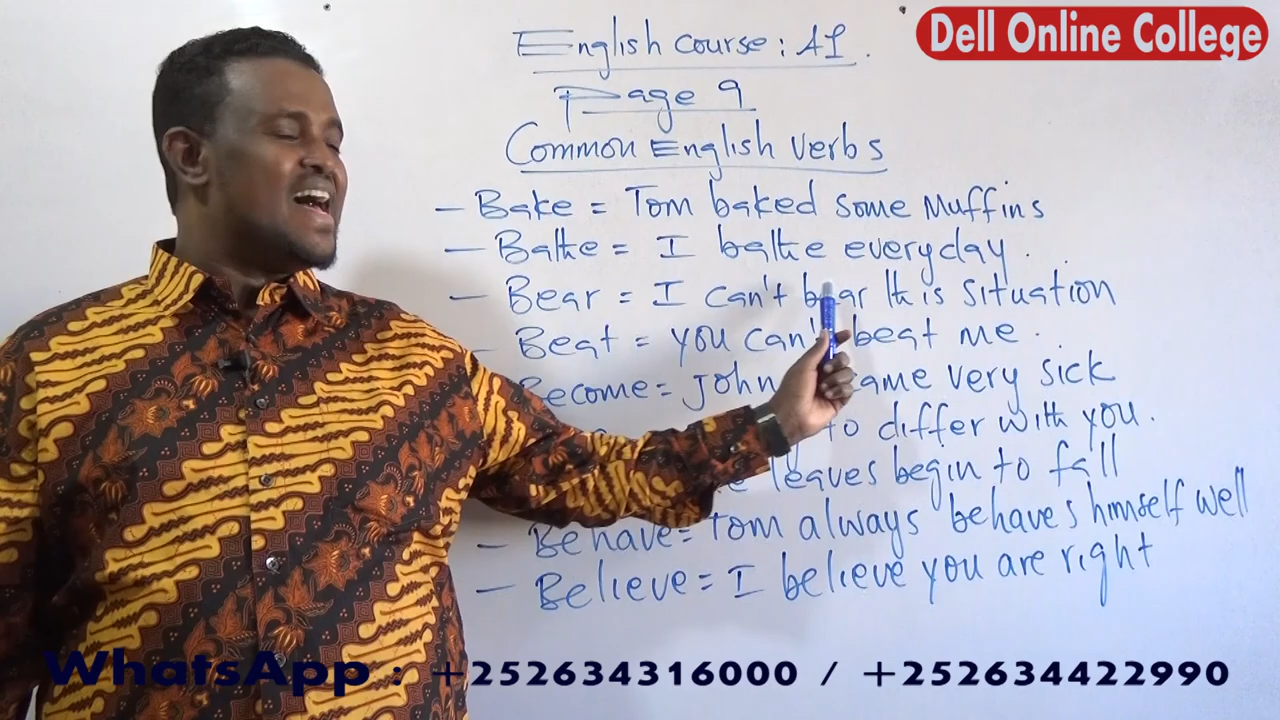 Dell Online College
English course: A1.
Page 9
Common English verbs
- Bake = Tom baked some Muffins
- Bathe = I bathe everyday.
- Bear = I can't bear this situation
- Beat = you can't beat me.
Become = John came very sick
to differ with you.
leaves begin to fall
- Behave = Tom always behaves himself well
- Believe = I believe you are right
WhatsApp : +252634316000 / +252634422990